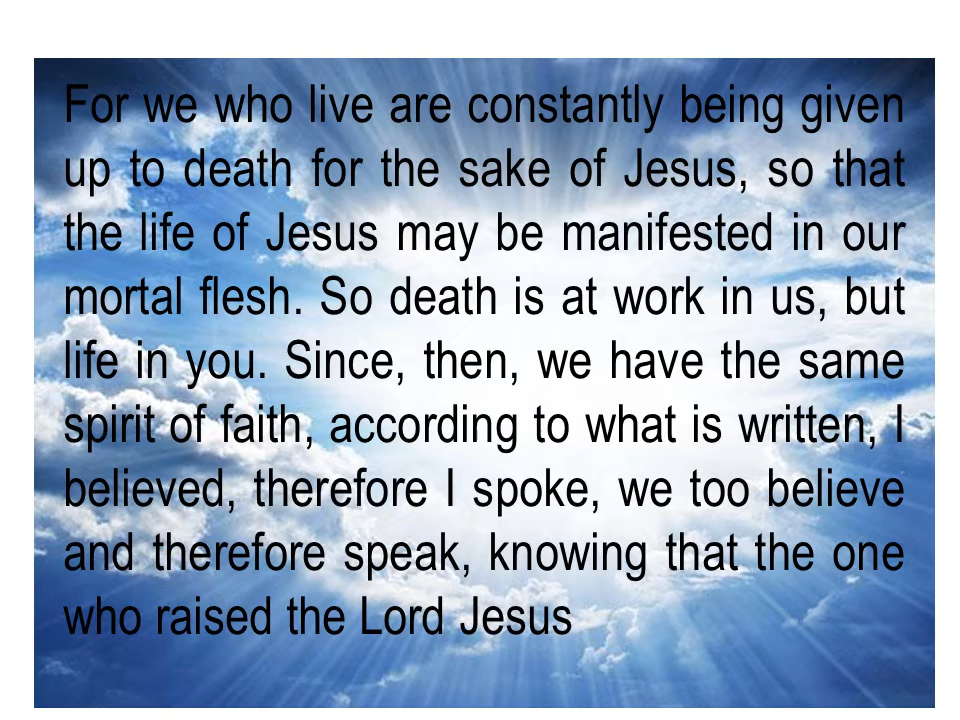 For we who live are constantly being given
up to death for the sake of Jesus, so that
the life of Jesus may be manifested in our
mortal flesh. So death is at work in us, but
life in you. Since, then, we have the same
spirit of faith, according to what is written, I
believed, therefore I spoke, we too believe
and therefore speak, knowing that the one
who raised the Lord Jesus